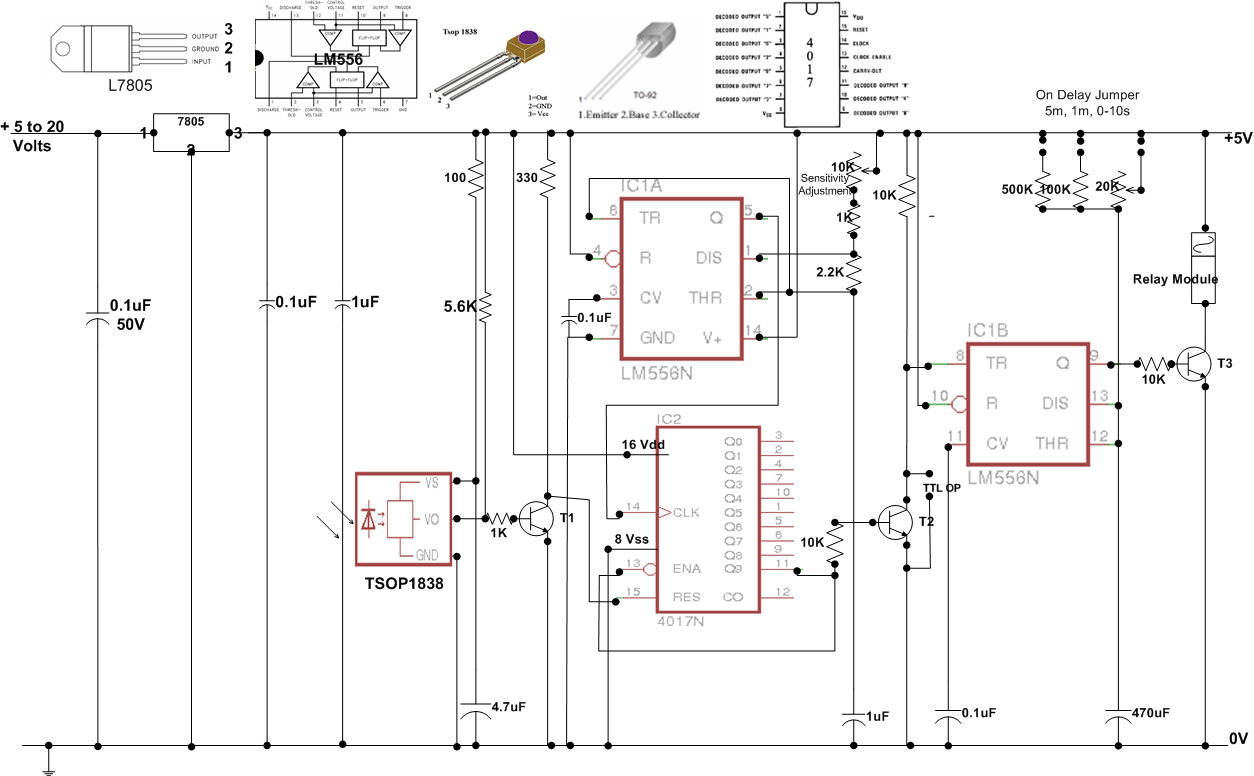 OUTPUT 3
GROUND 2
INPUT 1
L7805
Vcc DISCHARGE THRESH-OLD CONTROL VOLTAGE RESET OUTPUT TRIGGER
14 13 12 11 10 9 8
COMP FLIP-FLOP COMP
LM556
COMP FLIP-FLOP COMP
1 2 3 4 5 6 7
DISCHARGE THRESH-OLD CONTROL VOLTAGE RESET OUTPUT TRIGGER GND
Tsop 1838
1
2
3
1=Out
2=GND
3=Vcc
1
TO-92
1.Emitter 2.Base 3.Collector
DECODED OUTPUT "5" 1
DECODED OUTPUT "1" 2
DECODED OUTPUT "0" 3
DECODED OUTPUT "2" 4
DECODED OUTPUT "6" 5
DECODED OUTPUT "7" 6
DECODED OUTPUT "3" 7
Vss 8
4017
16 VDD
15 RESET
14 CLOCK
13 CLOCK ENABLE
12 CARRY-OUT
11 DECODED OUTPUT "9"
10 DECODED OUTPUT "4"
9 DECODED OUTPUT "8"
On Delay Jumper
5m, 1m, 0-10s
+ 5 to 20
Volts
1 7805 3
2
+5V
100
330
5.6K
0.1uF
50V
0.1uF
1uF
IC1A
6 TR Q 5
4 R DIS 1
3 CV THR 2
7 GND V+ 14
LM556N
0.1uF
10K
Sensitivity
Adjustment
1K
2.2K
10K
500K 100K 20K
Relay Module
IC1B
8 TR Q 9
10 R DIS 13
11 CV THR 12
LM556N
10K
T3
IC2
16 Vdd
14 CLK
8 Vss
13 ENA
15 RES
Q0 3
Q1 2
Q2 4
Q3 7
Q4 10
Q5 1
Q6 5
Q7 6
Q8 9
Q9 11
CO 12
4017N
VS
VO
GND
TSOP1838
1K
T1
10K
T2
TTL OP
4.7uF
1uF
0.1uF
470uF
0V